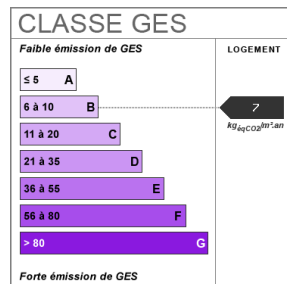 CLASSE GES
Faible émission de GES
LOGEMENT
≤ 5 A
6 à 10 B
7
kgéqCO2/m².an
11 à 20 C
21 à 35 D
36 à 55 E
56 à 80 F
> 80 G
Forte émission de GES